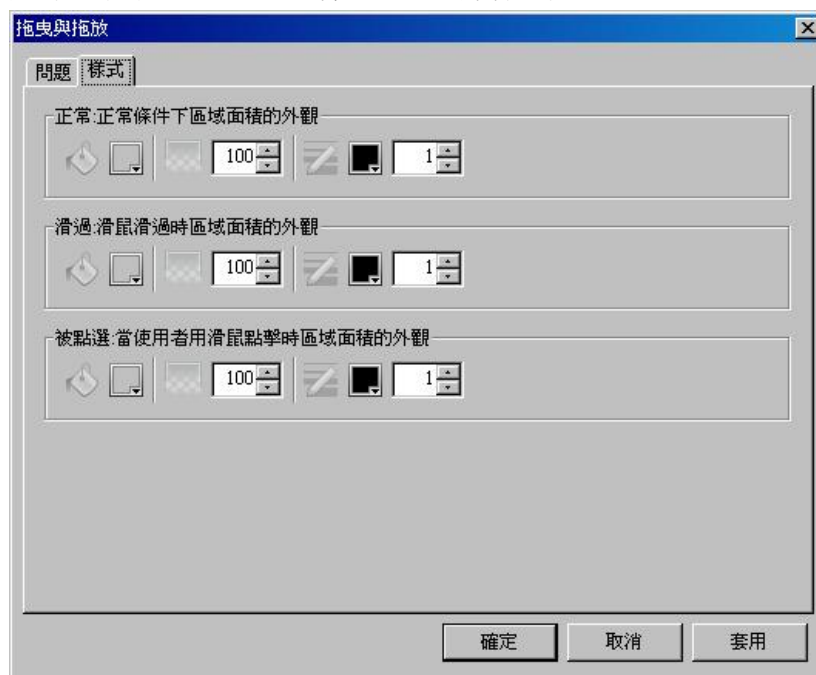 拖曳與拖放
問題 樣式
正常:正常條件下區域面積的外觀
100 1
滑過:滑鼠滑過時區域面積的外觀
100 1
被點選:當使用者用滑鼠點擊時區域面積的外觀
100 1
確定 取消 套用